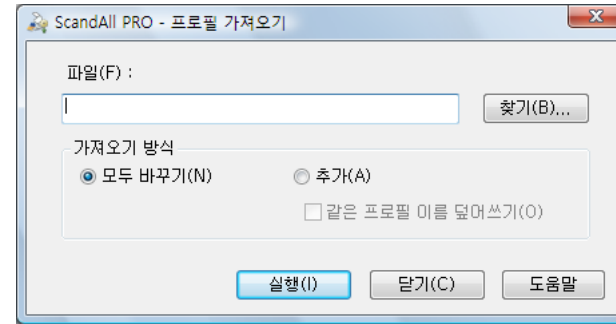 ScandAll PRO - 프로필 가져오기
파일(F) :
찾기(B)...
가져오기 방식
모두 바꾸기(N)
추가(A)
같은 프로필 이름 덮어쓰기(O)
실행(I)
닫기(C)
도움말